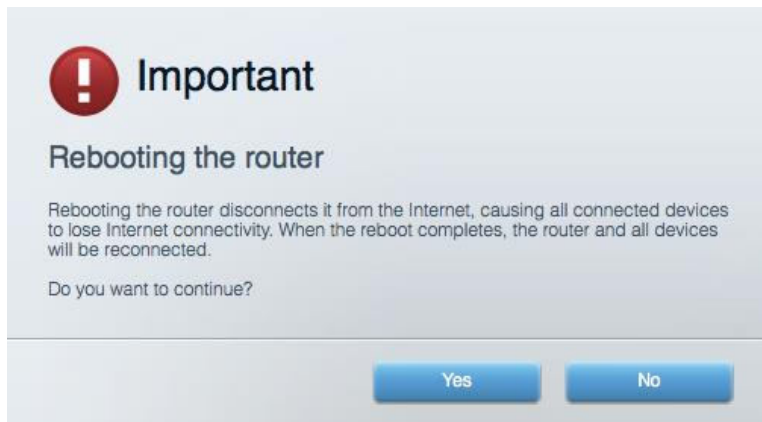 Important
Rebooting the router
Rebooting the router disconnects it from the Internet, causing all connected devices
to lose Internet connectivity. When the reboot completes, the router and all devices
will be reconnected.
Do you want to continue?
Yes
No